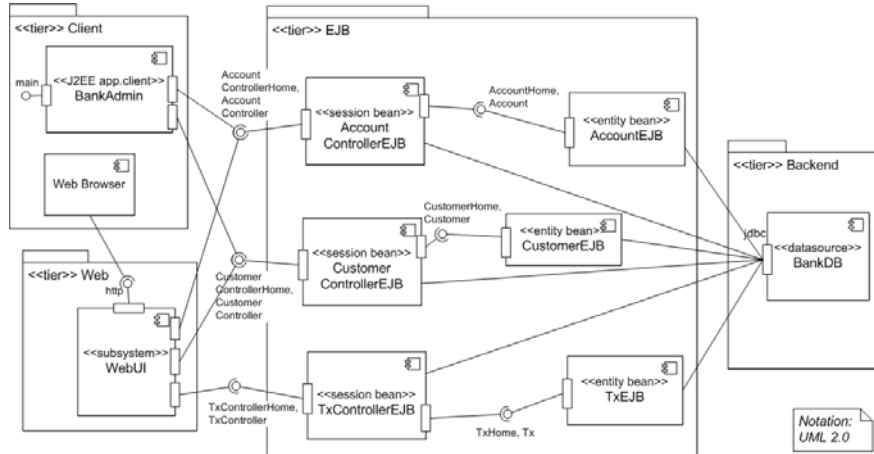 <<tier>> Client
<<J2EE app.client>>
BankAdmin
main
Web Browser
<<tier>> Web
http
<<subsystem>>
WebUI
Account
ControllerHome,
Account
Controller
Customer
ControllerHome,
Customer
Controller
TxControllerHome,
TxController
<<tier>> EJB
<<session bean>>
Account
ControllerEJB
AccountHome,
Account
<<entity bean>>
AccountEJB
<<session bean>>
Customer
ControllerEJB
CustomerHome,
Customer
<<entity bean>>
CustomerEJB
<<session bean>>
TxControllerEJB
TxHome, Tx
<<entity bean>>
TxEJB
<<tier>> Backend
jdbc
<<datasource>>
BankDB
Notation:
UML 2.0